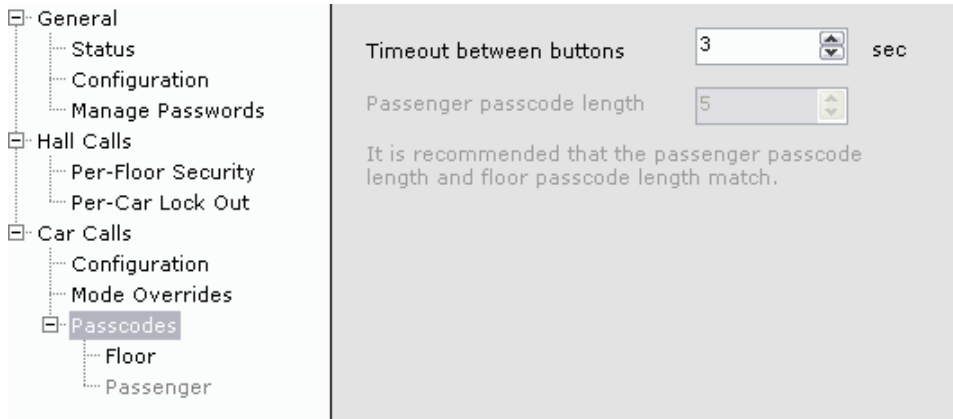 General
Status
Configuration
Manage Passwords
Hall Calls
Per-Floor Security
Per-Car Lock Out
Car Calls
Configuration
Mode Overrides
Passcodes
Floor
Passenger
Timeout between buttons 3 sec
Passenger passcode length 5
It is recommended that the passenger passcode
length and floor passcode length match.